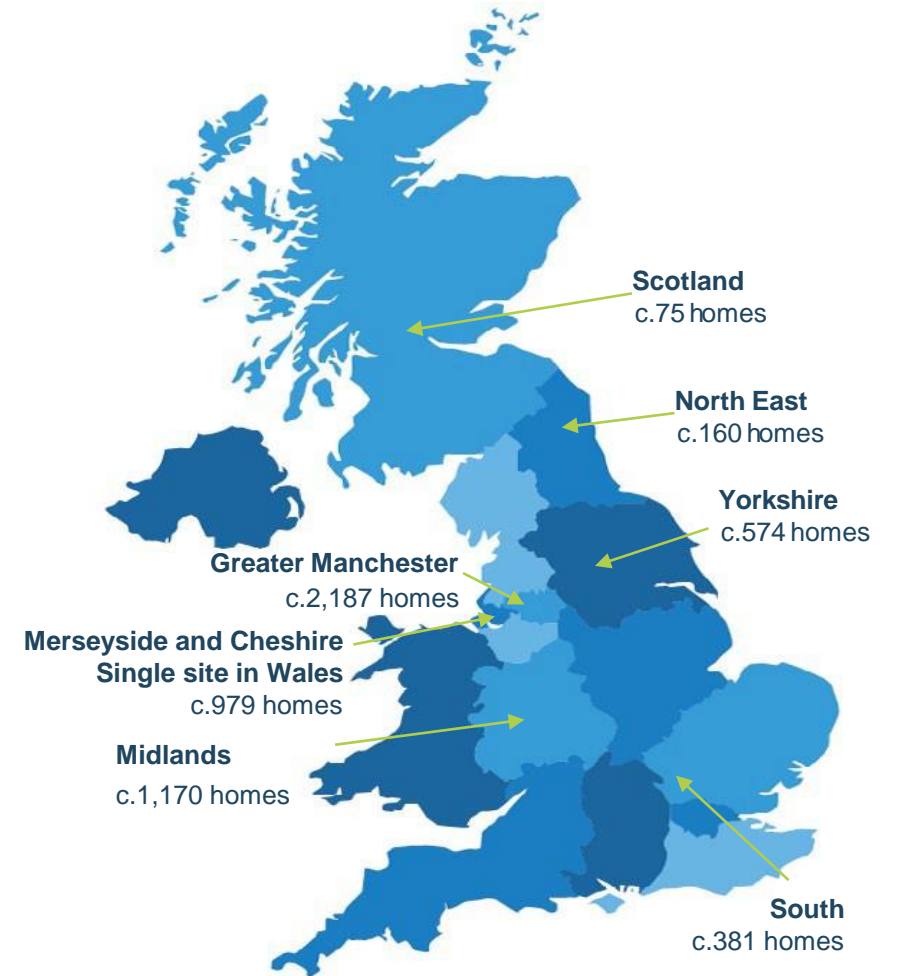 Scotland
c.75 homes
North East
c.160 homes
Yorkshire
c.574 homes
Greater Manchester
c.2,187 homes
Merseyside and Cheshire
Single site in Wales
c.979 homes
Midlands
c.1,170 homes
South
c.381 homes